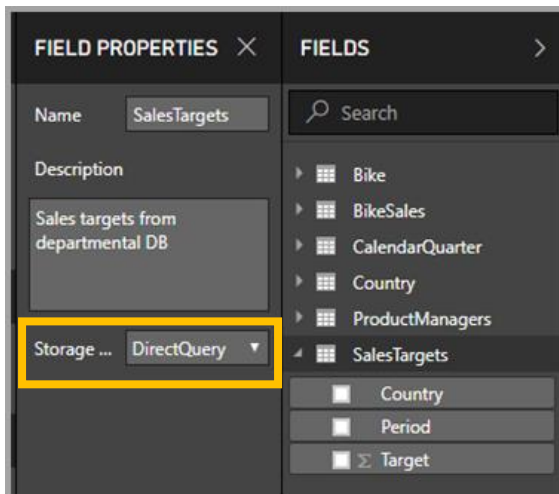 FIELD PROPERTIES
Name SalesTargets
Description
Sales targets from
departmental DB
Storage ... DirectQuery
FIELDS
Search
Bike
BikeSales
CalendarQuarter
Country
ProductManagers
SalesTargets
Country
Period
Σ Target